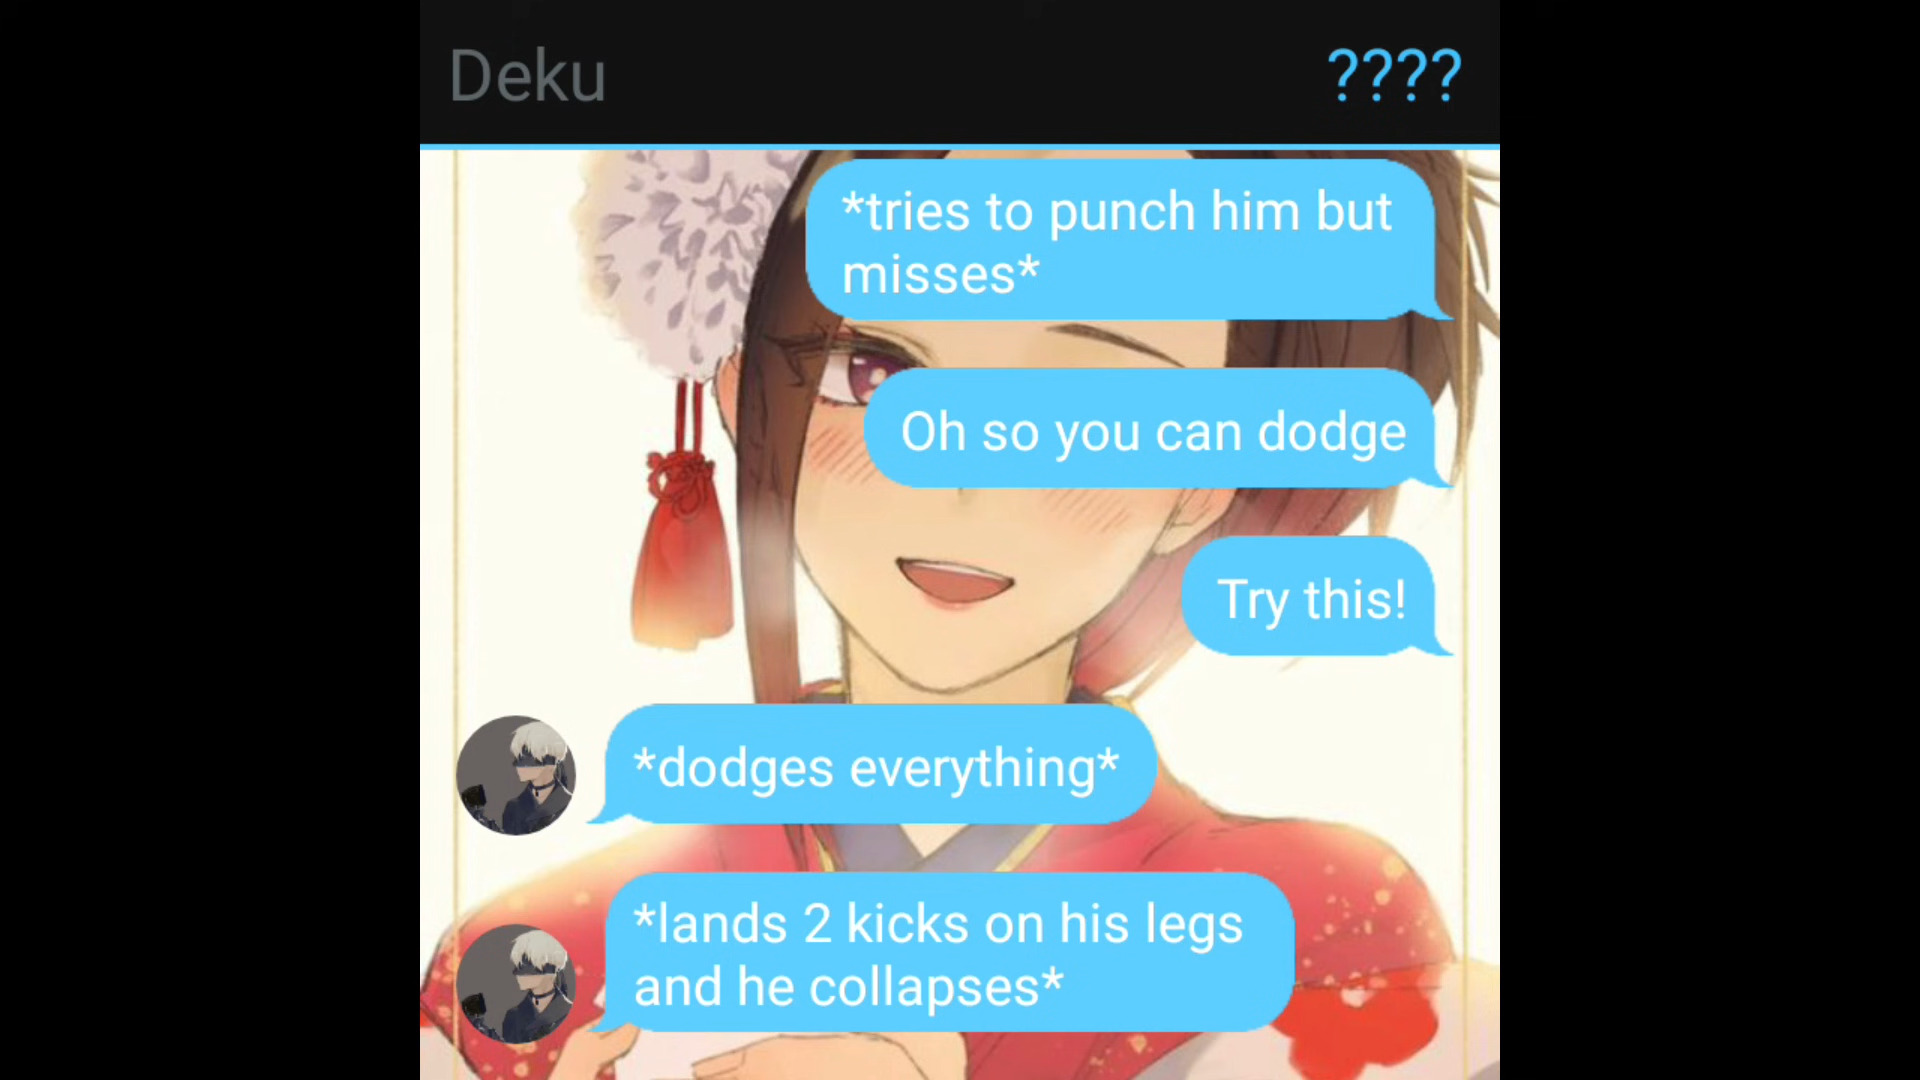 Deku ????
*tries to punch him but
misses*
Oh so you can dodge
Try this!
*dodges everything*
*lands 2 kicks on his legs
and he collapses*